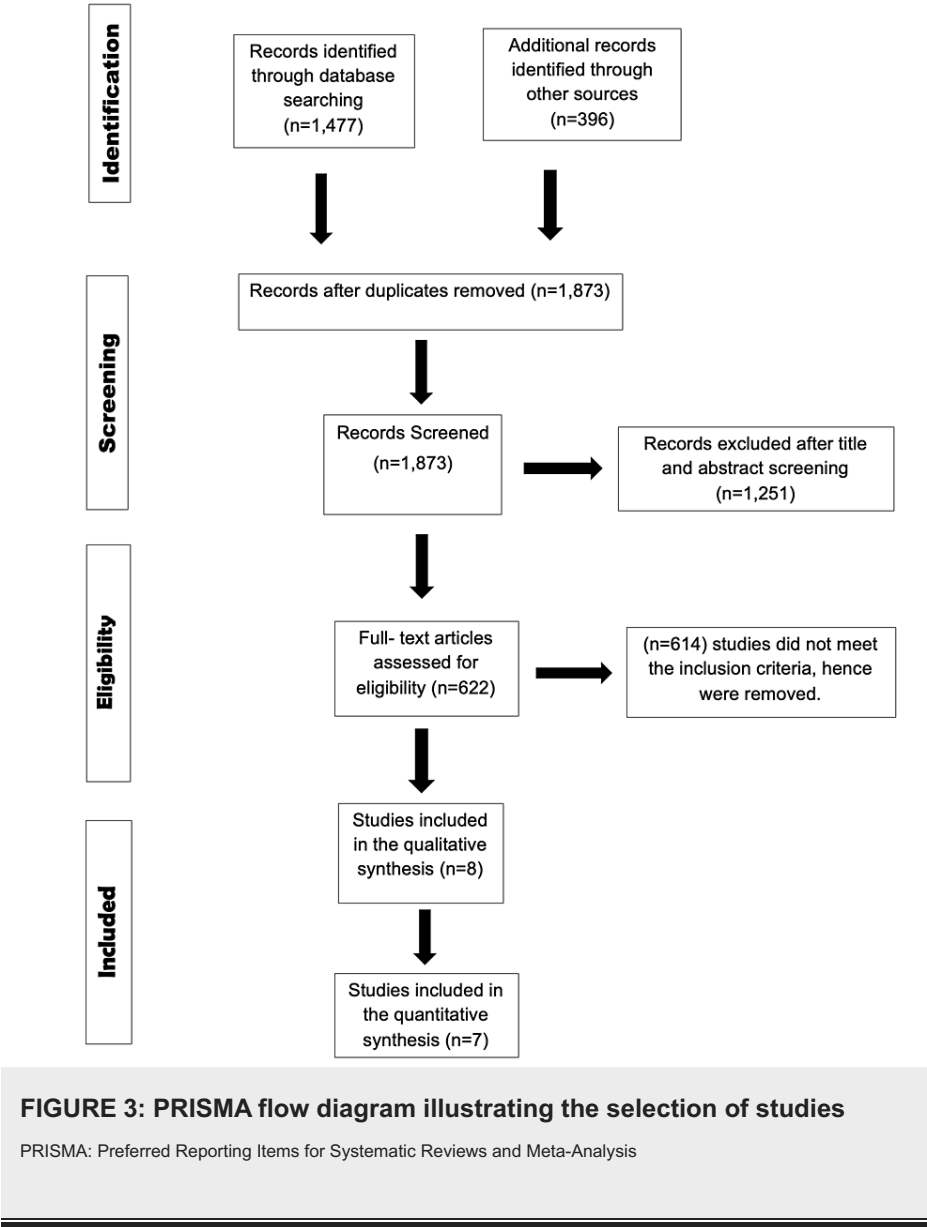 Identification
Records identified
through database
searching
(n=1,477)
Additional records
identified through
other sources
(n=396)
Screening
Records after duplicates removed (n=1,873)
Records Screened
(n=1,873)
Records excluded after title
and abstract screening
(n=1,251)
Eligibility
Full- text articles
assessed for
eligibility (n=622)
(n=614) studies did not meet
the inclusion criteria, hence
were removed.
Included
Studies included
in the qualitative
synthesis (n=8)
Studies included in
the quantitative
synthesis (n=7)
FIGURE 3: PRISMA flow diagram illustrating the selection of studies
PRISMA: Preferred Reporting Items for Systematic Reviews and Meta-Analysis